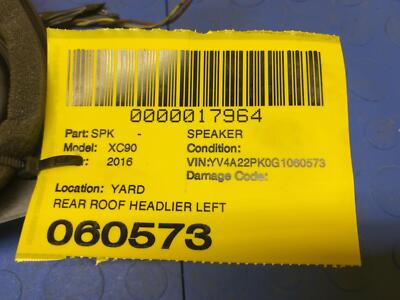 0000017964
Part: SPK - SPEAKER
Model: XC90 Condition:
: 2016 VIN:YV4A22PK0G1060573
Damage Code:
Location: YARD
REAR ROOF HEADLIER LEFT
060573